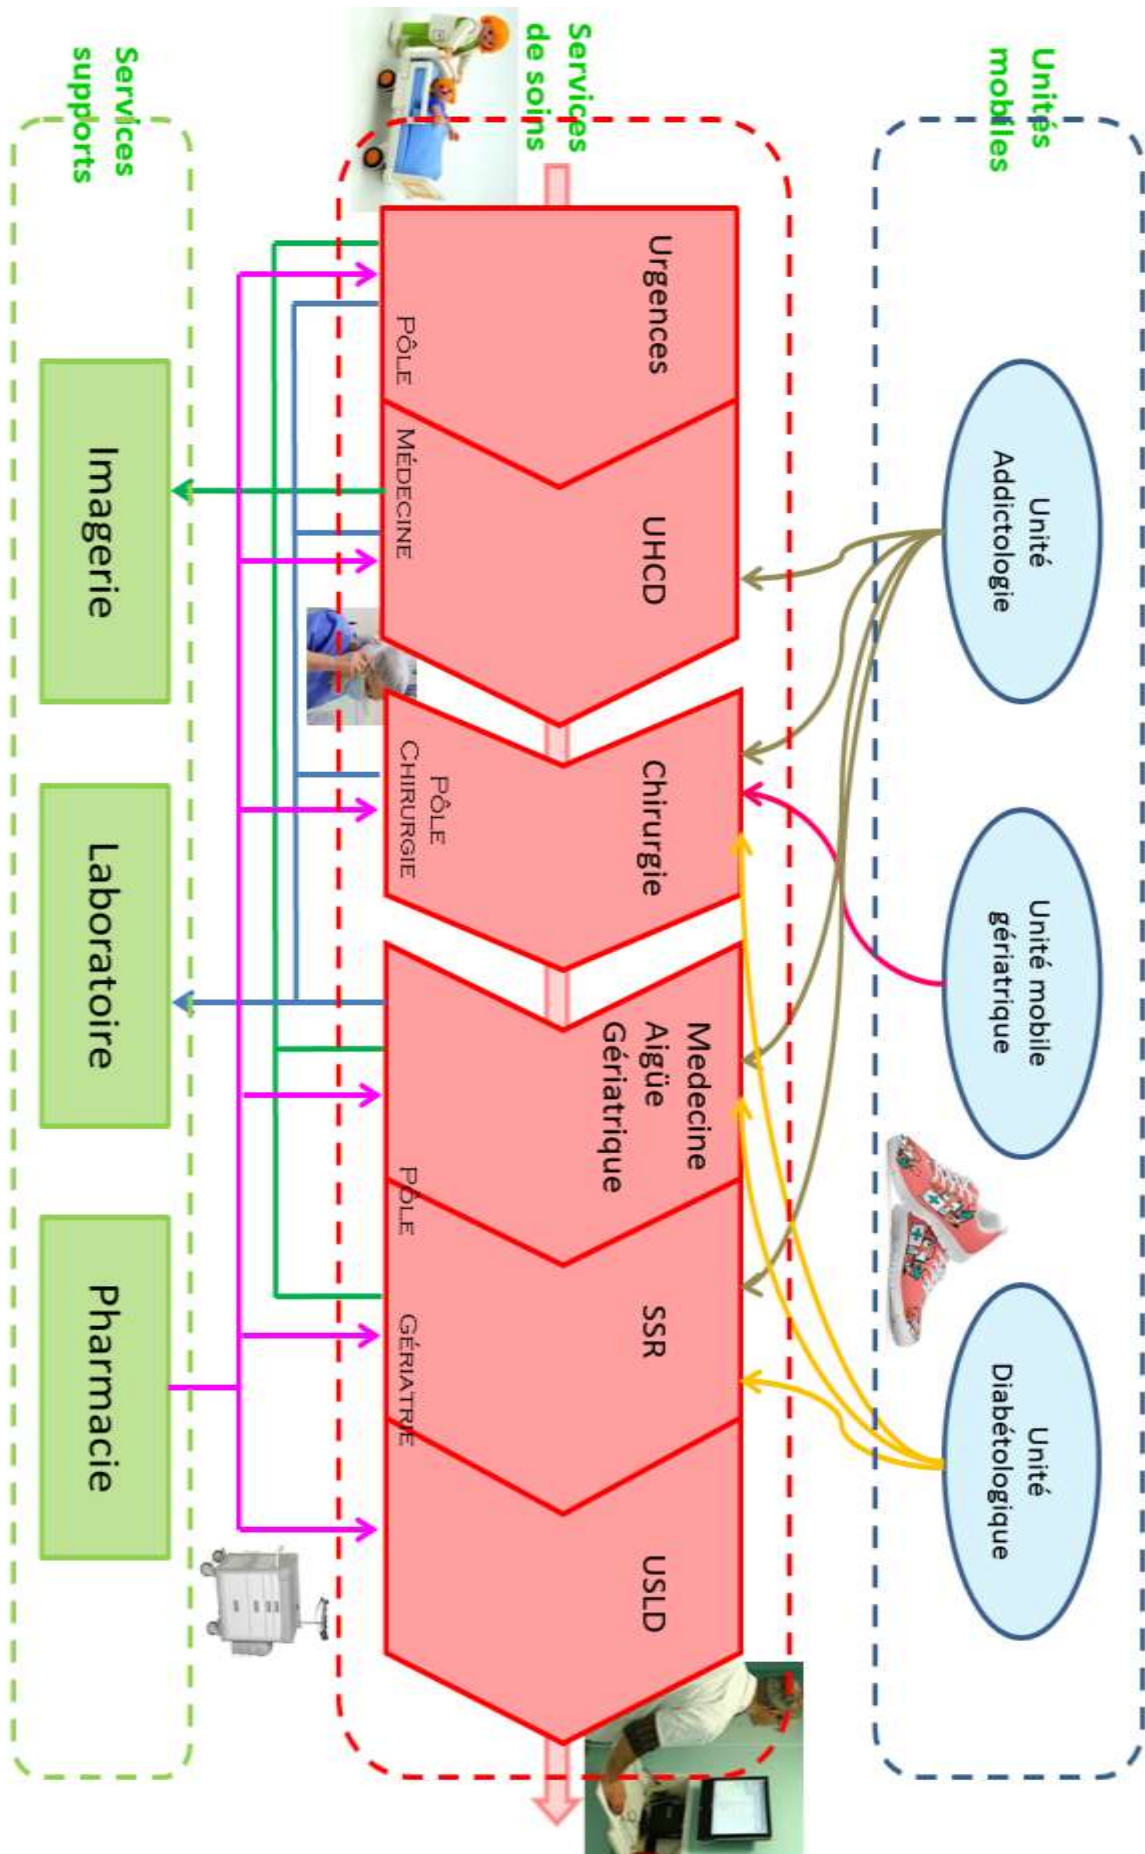 Unités
mobiles
Unité
Addictologie
Unité mobile
gériatrique
Unité
Diabétologique
Services
de soins
Urgences
UHCD
Chirurgie
Medecine
Aigüe
Gériatrique
SSR
USLD
PÔLE MÉDECINE
PÔLE
CHIRURGIE
PÔLE GÉRIATRIE
Services
supports
Imagerie
Laboratoire
Pharmacie